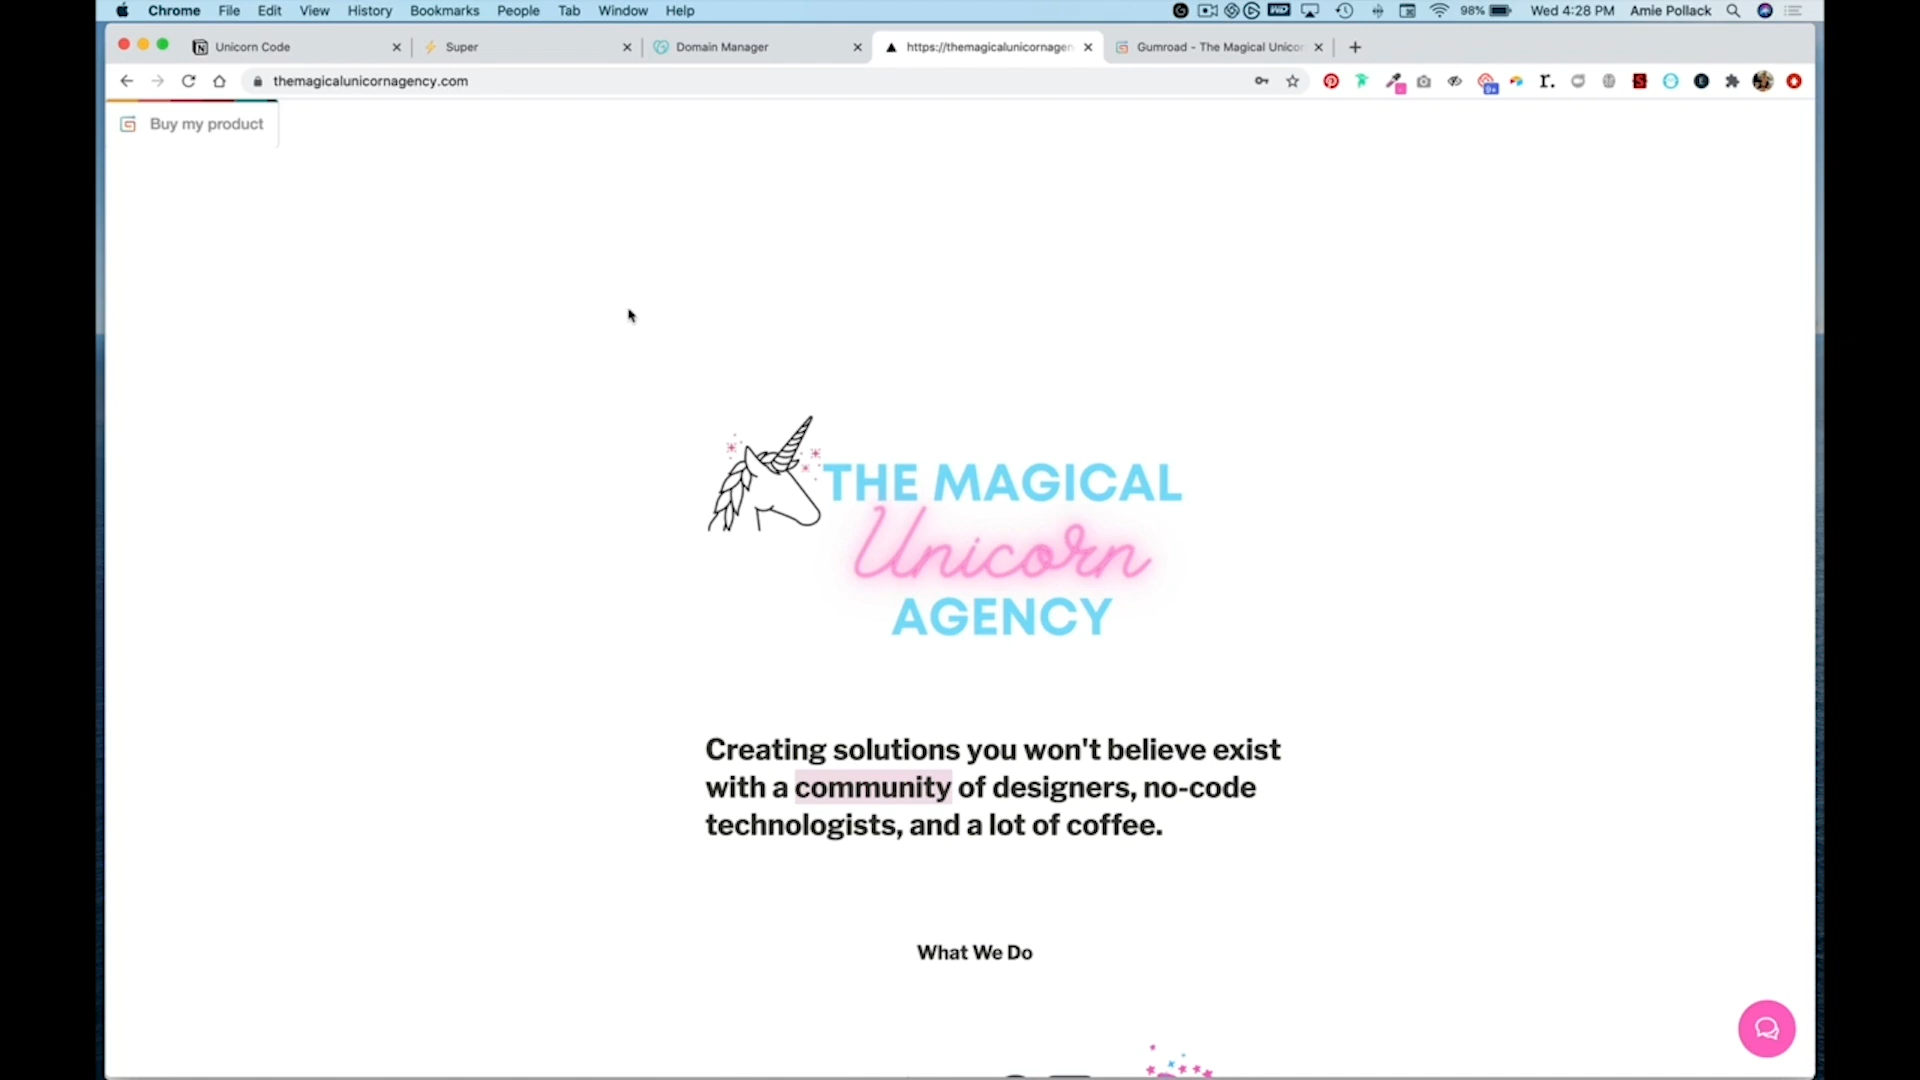 Chrome File Edit View History Bookmarks People Tab Window Help
98% Wed 4:28 PM Amie Pollack
Unicorn Code
Super
Domain Manager
https://themagicalunicornagen
Gumroad - The Magical Unicor
themagicalunicornagency.com
9+
Buy my product
THE MAGICAL
Unicorn
AGENCY
Creating solutions you won't believe exist
with a community of designers, no-code
technologists, and a lot of coffee.
What We Do